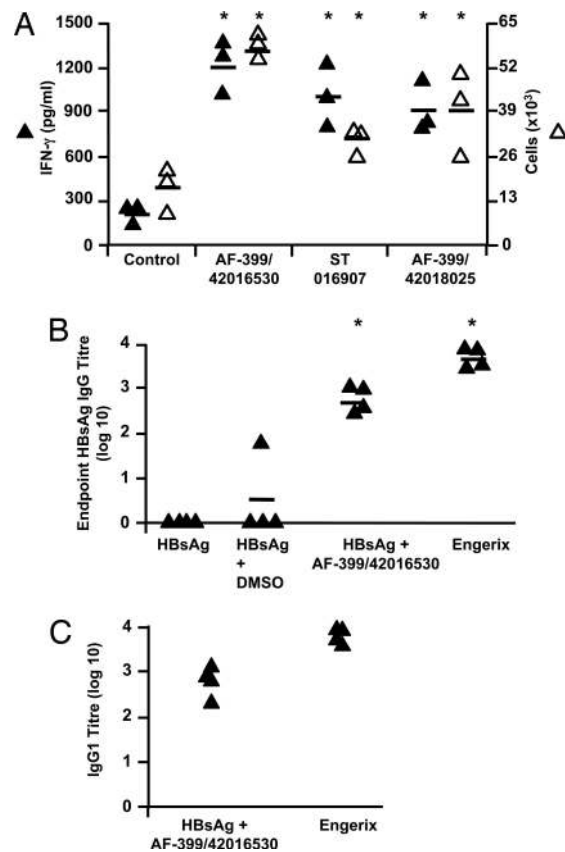 A
* * * * * *
1500
1200
900
600
300
0
IFN-γ (pg/ml)
65
52
39
26
13
0
Cells (x10³)
Control
AF-399/
42016530
ST
016907
AF-399/
42018025
B
* *
4
3
2
1
0
Endpoint HBsAg IgG Titre
(log 10)
HBsAg
HBsAg
+
DMSO
HBsAg +
AF-399/42016530
Engerix
C
4
3
2
1
0
IgG1 Titre (log 10)
HBsAg +
AF-399/42016530
Engerix